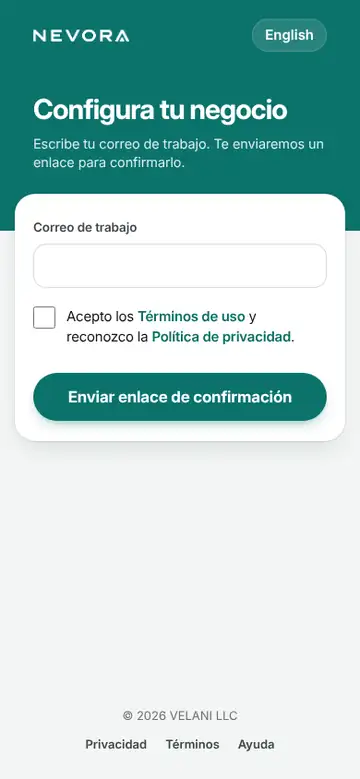 NEVORA
English
Configura tu negocio
Escribe tu correo de trabajo. Te enviaremos un
enlace para confirmarlo.
Correo de trabajo
Acepto los Términos de uso y
reconozco la Política de privacidad.
Enviar enlace de confirmación
© 2026 VELANI LLC
Privacidad Términos Ayuda